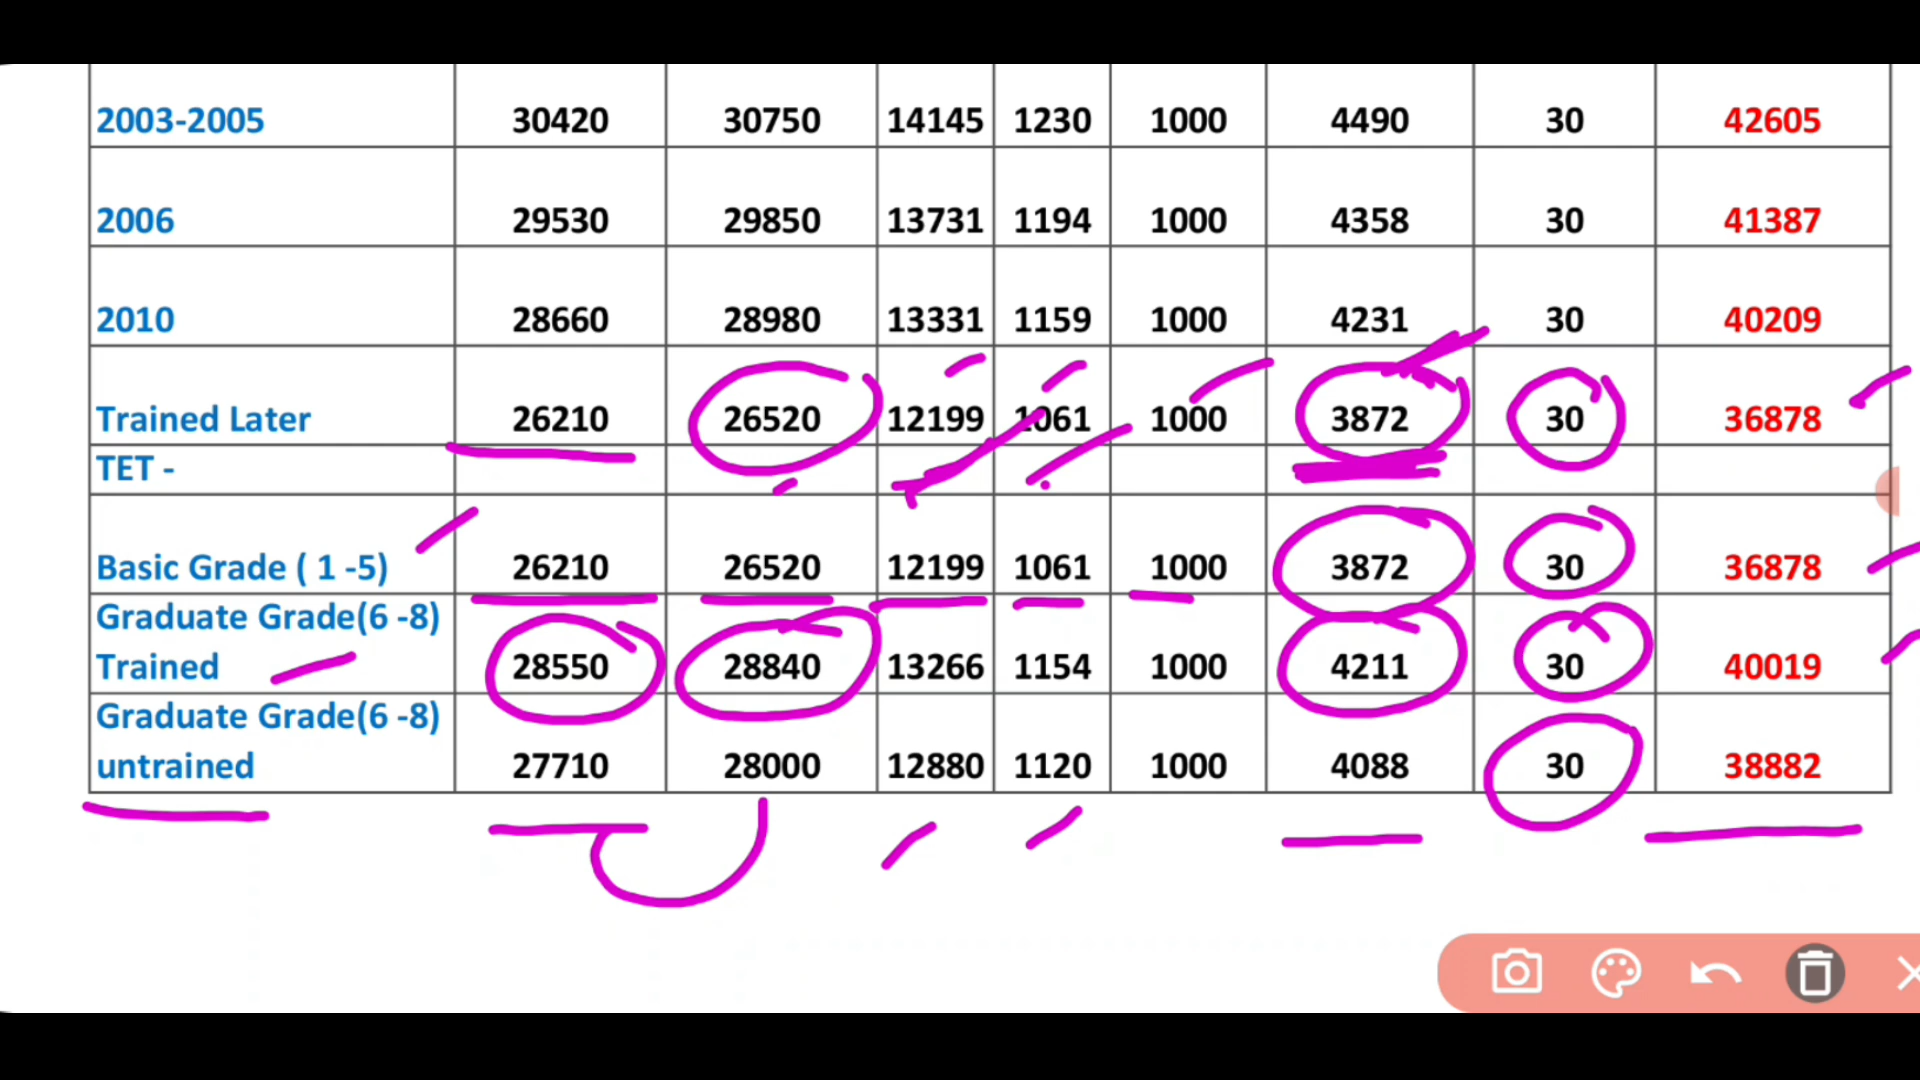 2003-2005 30420 30750 14145 1230 1000 4490 30 42605
2006 29530 29850 13731 1194 1000 4358 30 41387
2010 28660 28980 13331 1159 1000 4231 30 40209
Trained Later 26210 26520 12199 1061 1000 3872 30 36878
TET -
Basic Grade ( 1 -5) 26210 26520 12199 1061 1000 3872 30 36878
Graduate Grade(6 -8)
Trained 28550 28840 13266 1154 1000 4211 30 40019
Graduate Grade(6 -8)
untrained 27710 28000 12880 1120 1000 4088 30 38882